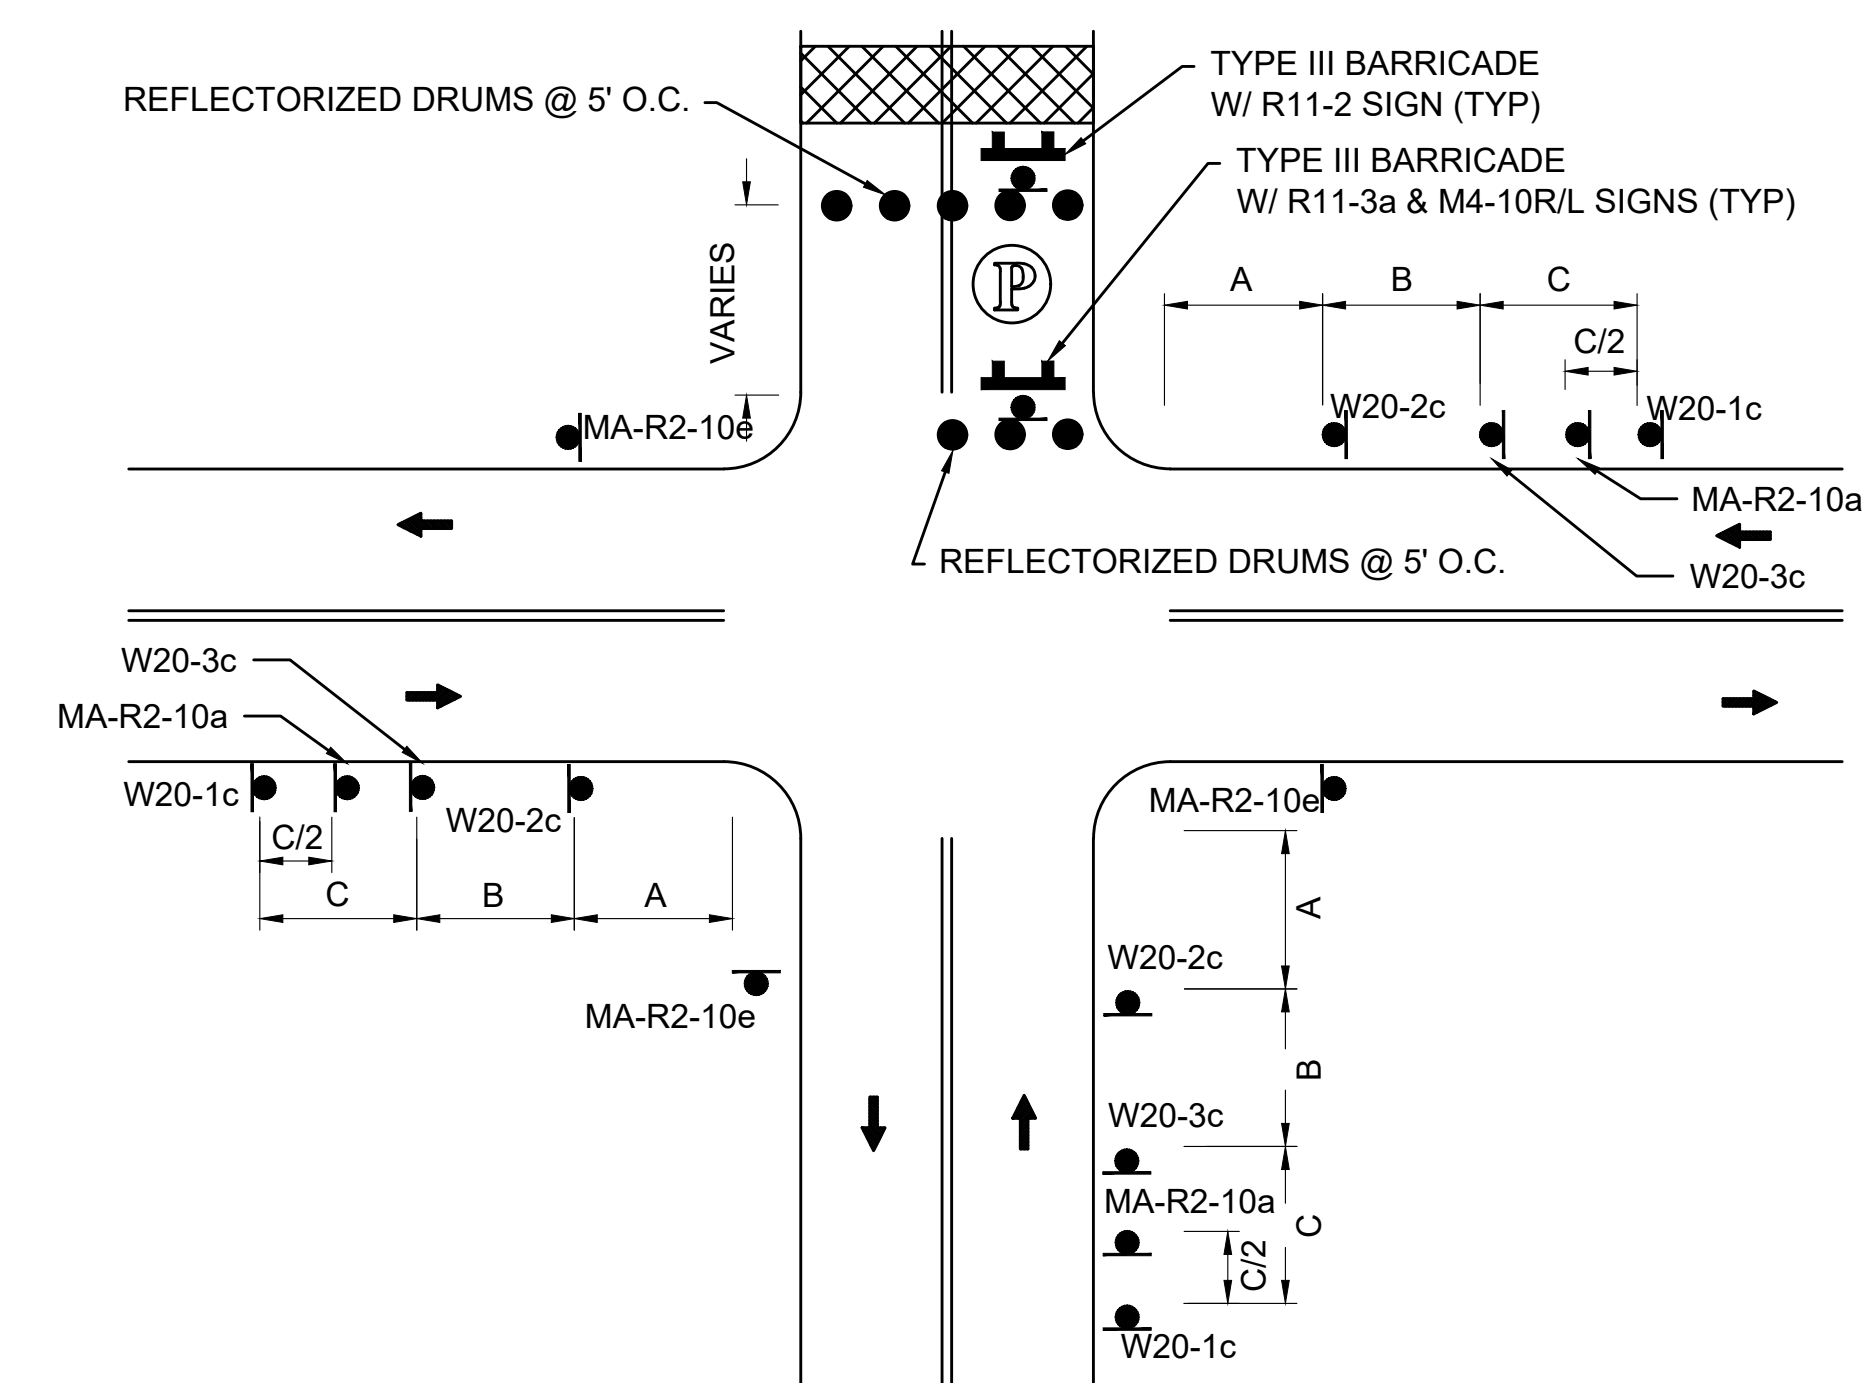 TYPE III BARRICADE
W/ R11-2 SIGN (TYP)
REFLECTORIZED DRUMS @ 5' O.C.
TYPE III BARRICADE
W/ R11-3a & M4-10R/L SIGNS (TYP)
VARIES
P
A
B
C
C/2
MA-R2-10e
W20-2c
W20-1c
MA-R2-10a
REFLECTORIZED DRUMS @ 5' O.C.
W20-3c
W20-3c
MA-R2-10a
W20-1c
W20-2c
C/2
C
B
A
MA-R2-10e
MA-R2-10e
A
W20-2c
B
W20-3c
MA-R2-10a
C
C/2
W20-1c